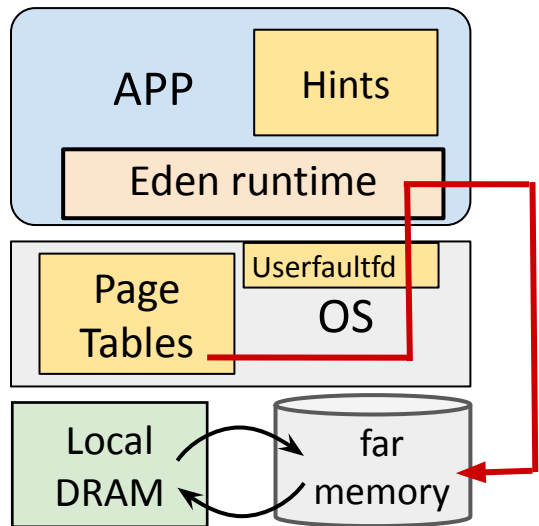 APP
Hints
Eden runtime
Userfaultfd
Page
Tables
OS
Local
DRAM
far
memory